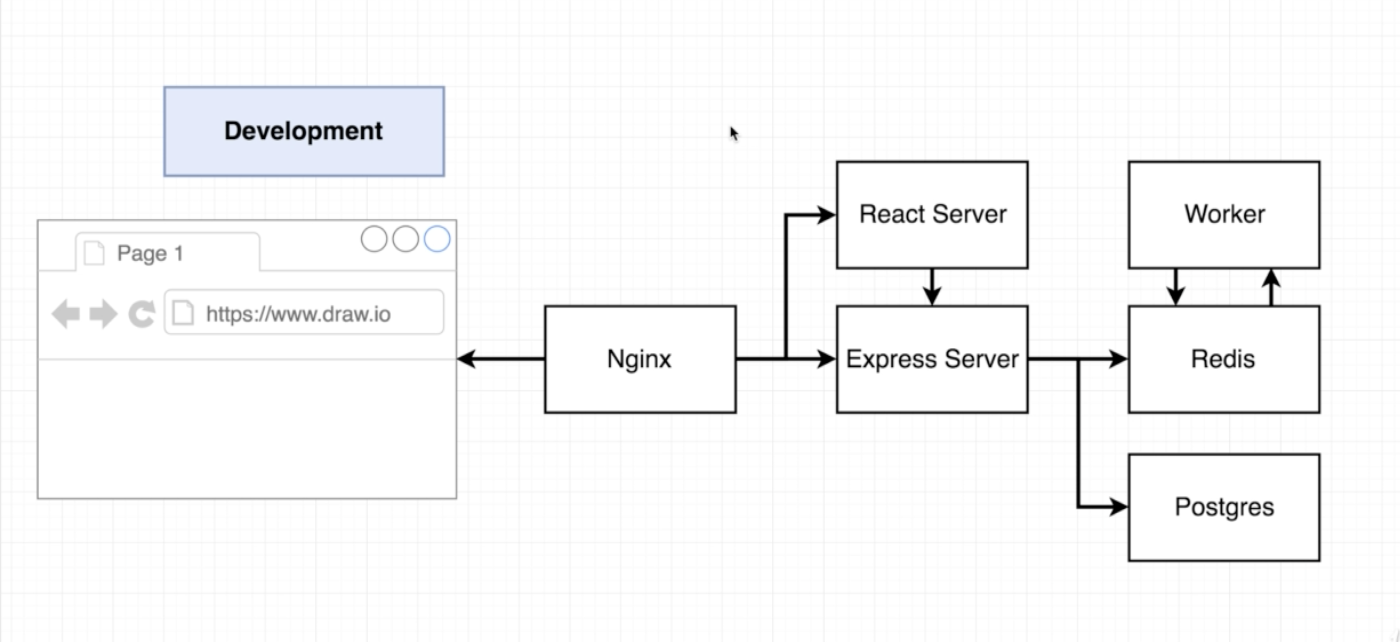 Development
Page 1
https://www.draw.io
Nginx
React Server
Express Server
Worker
Redis
Postgres